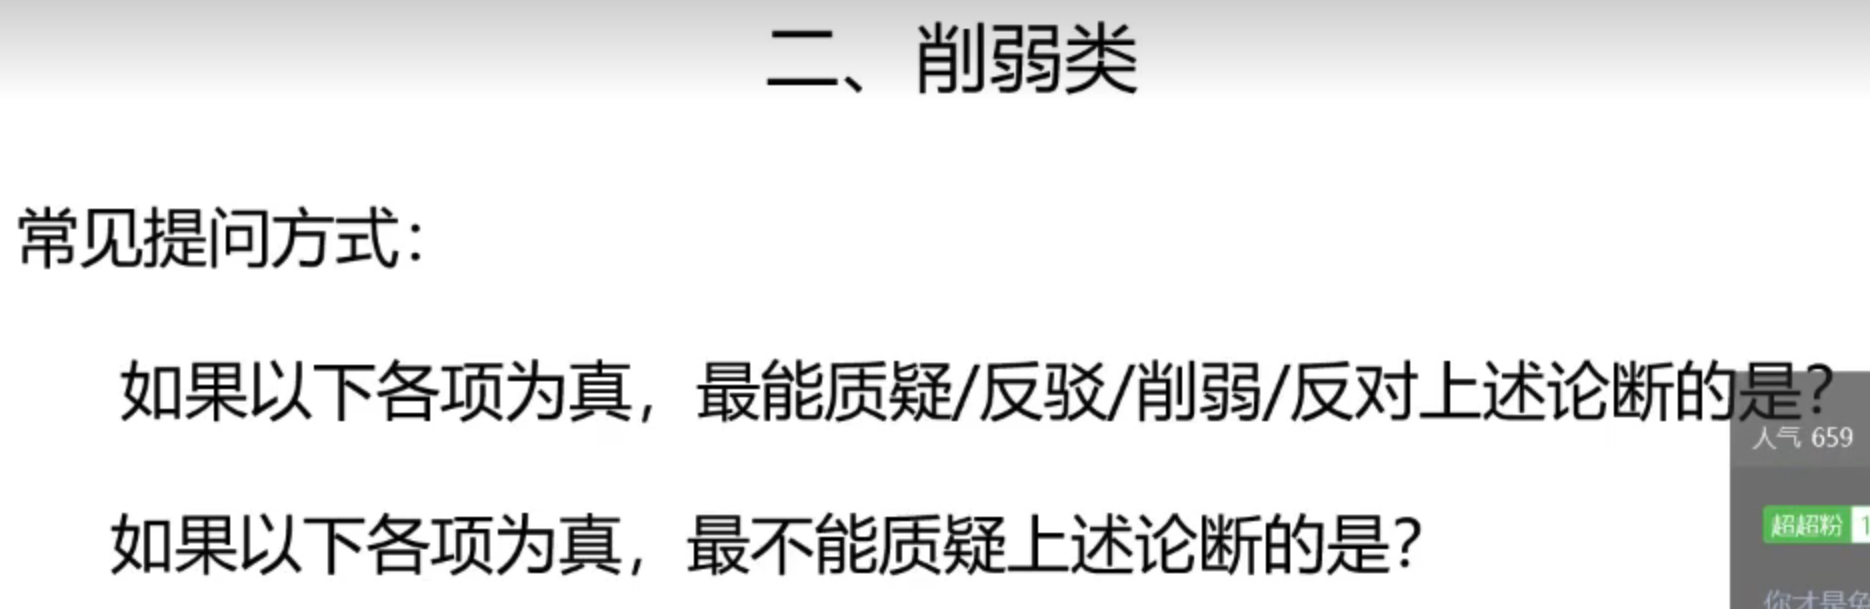 二、削弱类
常见提问方式：
如果以下各项为真，最能质疑/反驳/削弱/反对上述论断的是？
人气 659
如果以下各项为真，最不能质疑上述论断的是？
超超粉 1
你才是